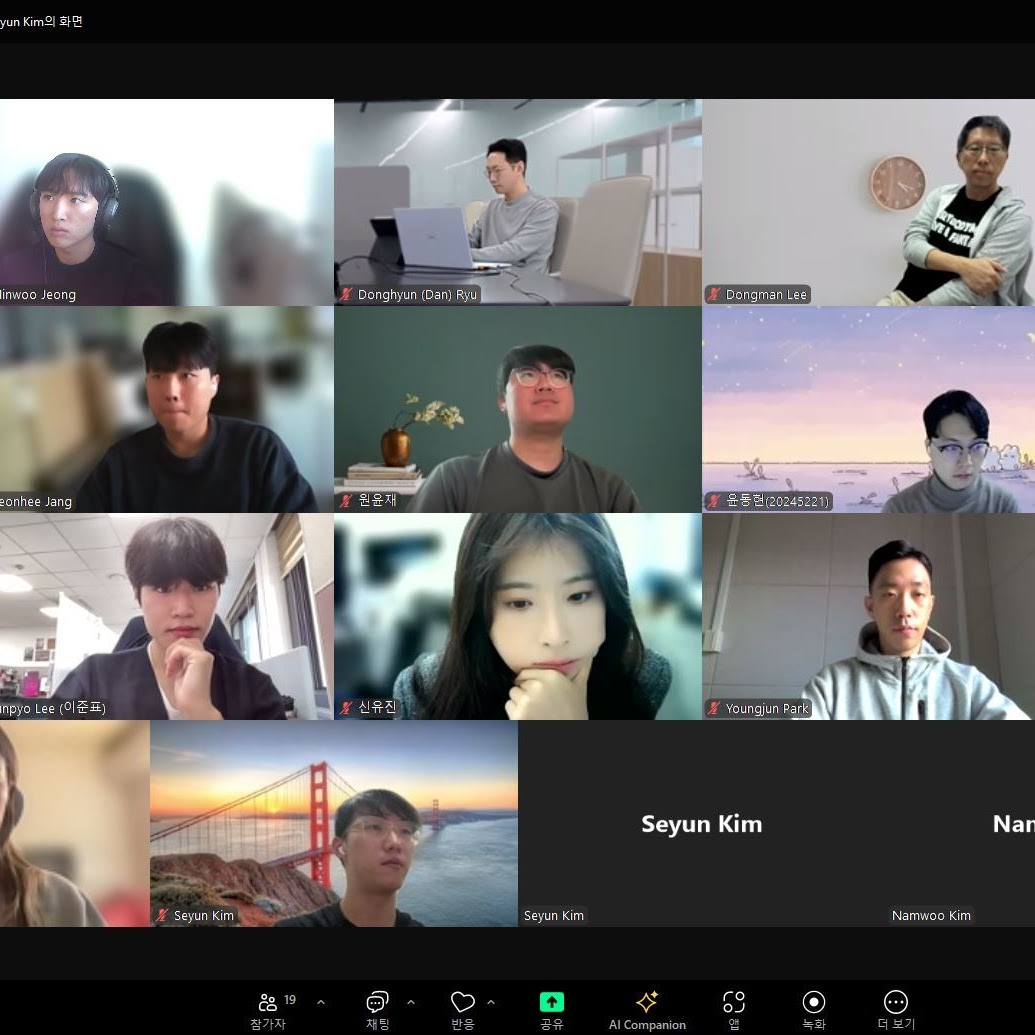 yun Kim의 화면
linwoo Jeong
Donghyun (Dan) Ryu
Dongman Lee
eonhee Jang
원윤재
윤동현(20245221)
unpyo Lee (이준표)
신유진
Youngjun Park
Seyun Kim
Seyun Kim
Nan
Seyun Kim
Namwoo Kim
19
참가자
채팅
반응
공유
AI Companion
앱
녹화
더 보기